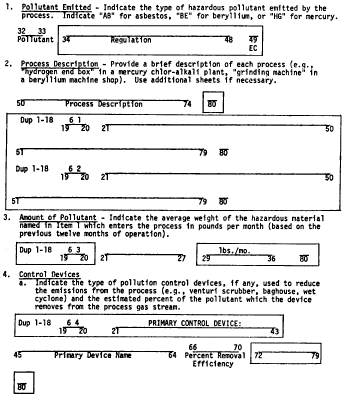 1. Pollutant Emitted - Indicate the type of hazardous pollutant emitted by the
process. Indicate "AB" for asbestos, "BE" for beryllium, or "HG" for mercury.
32 33
Pollutant 34 Regulation 48 49
EC
2. Process Description - Provide a brief description of each process (e.g.,
"hydrogen end box" in a mercury chlor-alkali plant, "grinding machine" in
a beryllium machine shop). Use additional sheets if necessary.
50 Process Description 74 80
Dup 1-18 6 1
19 20 21 50
51 79 80
Dup 1-18 6 2
19 20 21 50
51 79 80
3. Amount of Pollutant - Indicate the average weight of the hazardous material
named in Item 1 which enters the process in pounds per month (based on the
previous twelve months of operation).
Dup 1-18 6 3 lbs./mo.
19 20 21 27 29 36 80
4. Control Devices
a. Indicate the type of pollution control devices, if any, used to reduce
the emissions from the process (e.g., venturi scrubber, baghouse, wet
cyclone) and the estimated percent of the pollutant which the device
removes from the process gas stream.
Dup 1-18 6 4 PRIMARY CONTROL DEVICE:
19 20 21 43
45 Primary Device Name 64 66 70 72 79
Percent Removal
Efficiency
80